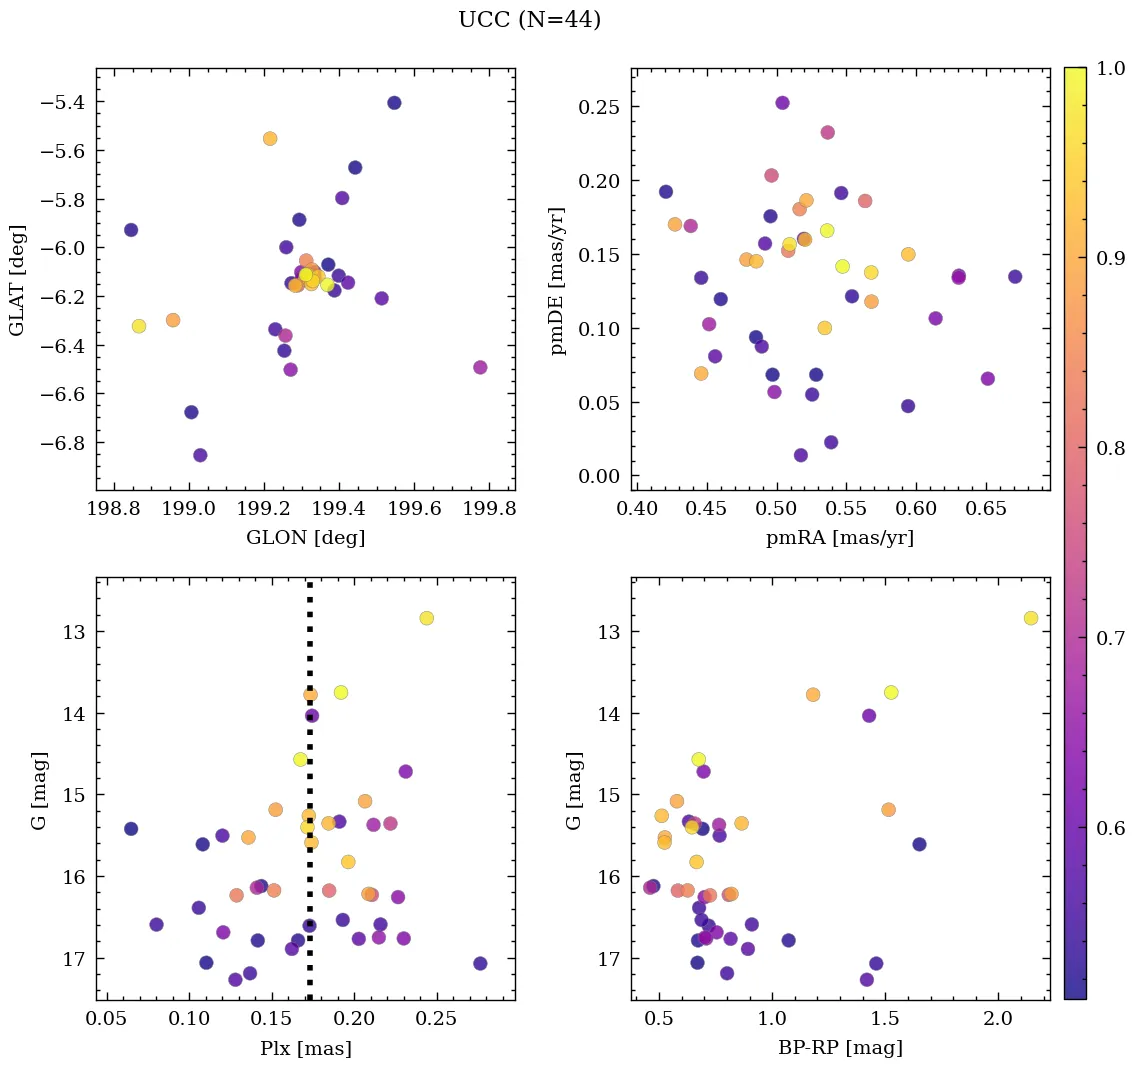 UCC (N=44)
−5.4
−5.6
−5.8
−6.0
−6.2
−6.4
−6.6
−6.8
GLAT [deg]
198.8 199.0 199.2 199.4 199.6 199.8
GLON [deg]
0.25
0.20
0.15
0.10
0.05
0.00
pmDE [mas/yr]
0.40 0.45 0.50 0.55 0.60 0.65
pmRA [mas/yr]
13
14
15
16
17
G [mag]
0.05 0.10 0.15 0.20 0.25
Plx [mas]
13
14
15
16
17
G [mag]
0.5 1.0 1.5 2.0
BP-RP [mag]
1.0
0.9
0.8
0.7
0.6